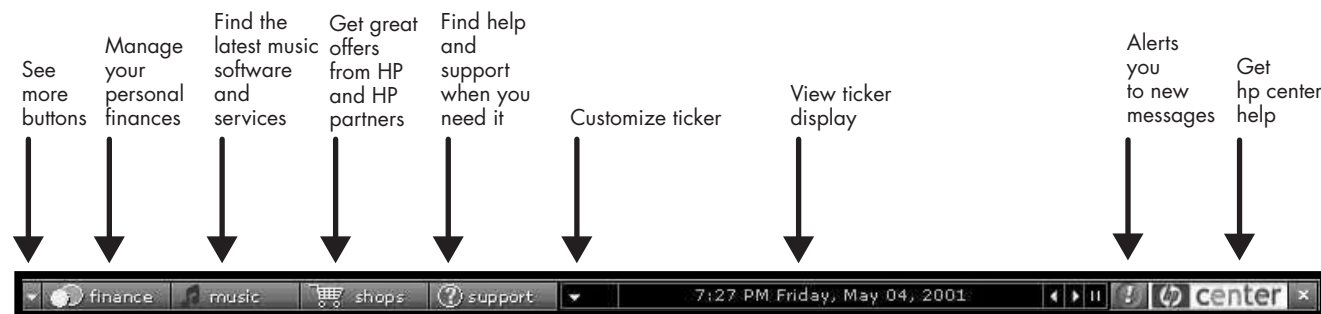 See
more
buttons
Manage
your
personal
finances
Find the
latest music
software
and
services
Get great
offers
from HP
and HP
partners
Find help
and
support
when you
need it
Customize ticker
View ticker
display
Alerts
you
to new
messages
Get
hp center
help
finance music shops ? support 7:27 PM Friday, May 04, 2001 ! hp center ×